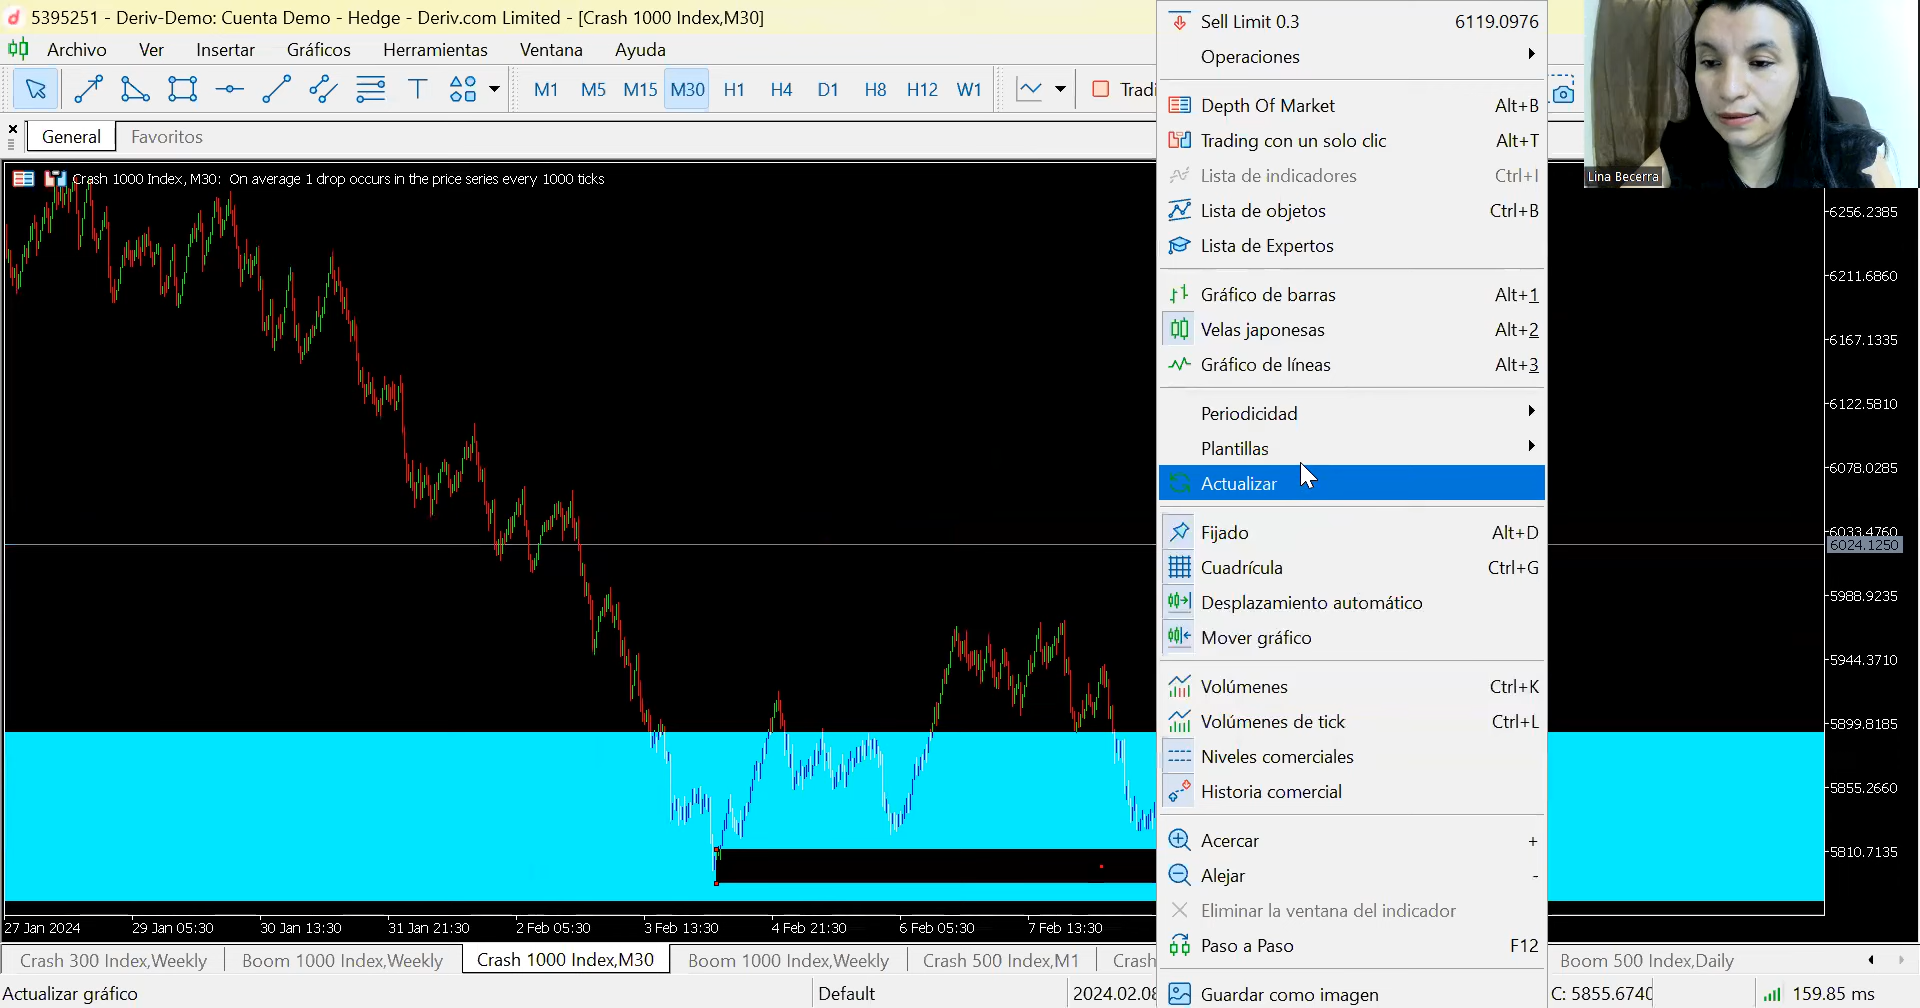 5395251 - Deriv-Demo: Cuenta Demo - Hedge - Deriv.com Limited - [Crash 1000 Index,M30]
Archivo Ver Insertar Gráficos Herramientas Ventana Ayuda
M1 M5 M15 M30 H1 H4 D1 H8 H12 W1
General Favoritos
Crash 1000 Index, M30: On average 1 drop occurs in the price series every 1000 ticks
Sell Limit 0.3 6119.0976
Operaciones
Depth Of Market Alt+B
Trading con un solo clic Alt+T
Lista de indicadores Ctrl+I
Lista de objetos Ctrl+B
Lista de Expertos
Gráfico de barras Alt+1
Velas japonesas Alt+2
Gráfico de líneas Alt+3
Periodicidad
Plantillas
Actualizar
Fijado Alt+D
Cuadrícula Ctrl+G
Desplazamiento automático
Mover gráfico
Volúmenes Ctrl+K
Volúmenes de tick Ctrl+L
Niveles comerciales
Historia comercial
Acercar +
Alejar -
Eliminar la ventana del indicador
Paso a Paso F12
Guardar como imagen
Lina Becerra
6256.2385
6211.6860
6167.1335
6122.5810
6078.0285
6033.4760
6024.1250
5988.9235
5944.3710
5899.8185
5855.2660
5810.7135
27 Jan 2024 29 Jan 05:30 30 Jan 13:30 31 Jan 21:30 2 Feb 05:30 3 Feb 13:30 4 Feb 21:30 6 Feb 05:30 7 Feb 13:30
Crash 300 Index,Weekly Boom 1000 Index,Weekly Crash 1000 Index,M30 Boom 1000 Index,Weekly Crash 500 Index,M1 Crash Boom 500 Index,Daily
Actualizar gráfico Default 2024.02.08 C: 5855.6740 159.85 ms